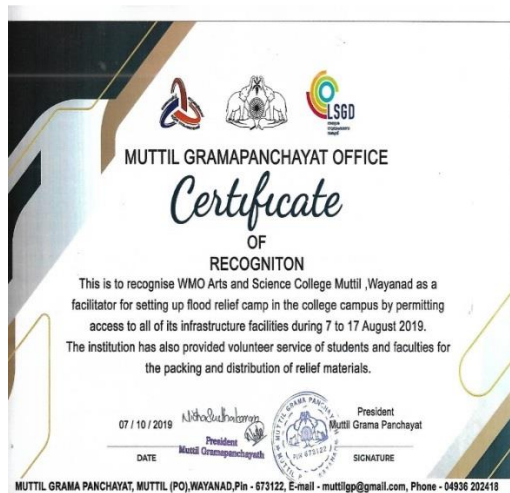 LSGD
MUTTIL GRAMAPANCHAYAT OFFICE
Certificate
OF
RECOGNITON
This is to recognise WMO Arts and Science College Muttil ,Wayanad as a
facilitator for setting up flood relief camp in the college campus by permitting
access to all of its infrastructure facilities during 7 to 17 August 2019.
The institution has also provided volunteer service of students and faculties for
the packing and distribution of relief materials.
07 / 10 / 2019
President
Muttil Gramapanchayath
PIN 673122
President
Muttil Grama Panchayat
DATE
SIGNATURE
MUTTIL GRAMA PANCHAYAT, MUTTIL (PO),WAYANAD,Pin - 673122, E-mail - muttilgp@gmail.com, Phone - 04936 202418